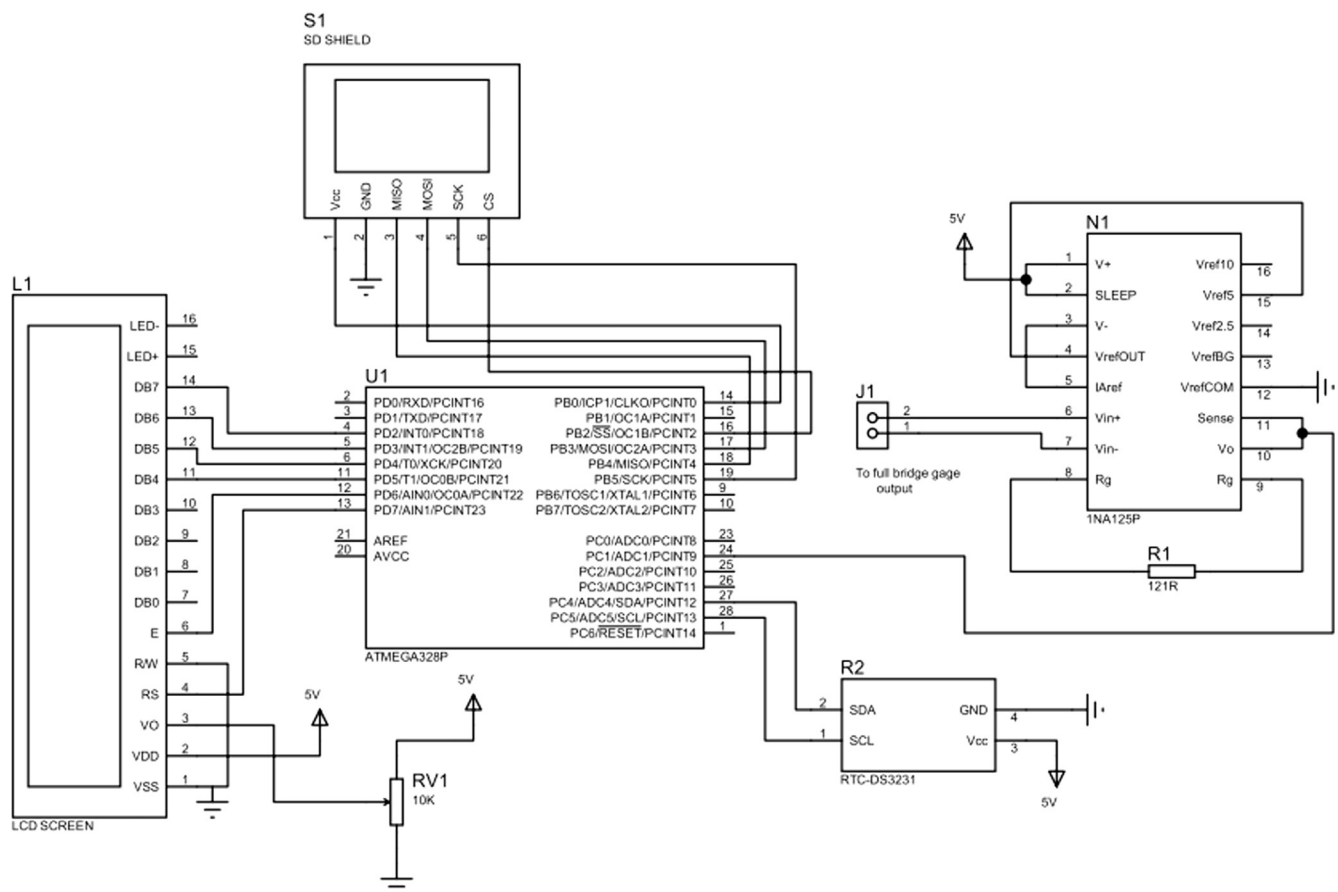 S1
SD SHIELD
Vcc
GND
MISO
MOSI
SCK
CS
1
2
3
4
5
6
L1
LED- 16
LED+ 15
DB7 14
DB6 13
DB5 12
DB4 11
DB3 10
DB2 9
DB1 8
DB0 7
E 6
R/W 5
RS 4
VO 3
VDD 2
VSS 1
LCD SCREEN
5V
5V
RV1
10K
U1
2 PD0/RXD/PCINT16 PB0/ICP1/CLKO/PCINT0 14
3 PD1/TXD/PCINT17 PB1/OC1A/PCINT1 15
4 PD2/INT0/PCINT18 PB2/SS/OC1B/PCINT2 16
5 PD3/INT1/OC2B/PCINT19 PB3/MOSI/OC2A/PCINT3 17
6 PD4/T0/XCK/PCINT20 PB4/MISO/PCINT4 18
11 PD5/T1/OC0B/PCINT21 PB5/SCK/PCINT5 19
12 PD6/AIN0/OC0A/PCINT22 PB6/TOSC1/XTAL1/PCINT6 9
13 PD7/AIN1/PCINT23 PB7/TOSC2/XTAL2/PCINT7 10
21 AREF PC0/ADC0/PCINT8 23
20 AVCC PC1/ADC1/PCINT9 24
PC2/ADC2/PCINT10 25
PC3/ADC3/PCINT11 26
PC4/ADC4/SDA/PCINT12 27
PC5/ADC5/SCL/PCINT13 28
PC6/RESET/PCINT14 1
ATMEGA328P
5V
N1
1 V+ Vref10 16
2 SLEEP Vref5 15
3 V- Vref2.5 14
4 VrefOUT VrefBG 13
5 IAref VrefCOM 12
6 Vin+ Sense 11
7 Vin- Vo 10
8 Rg Rg 9
1NA125P
J1
2
1
To full bridge gage
output
R1
121R
R2
2 SDA GND 4
1 SCL Vcc 3
RTC-DS3231
5V